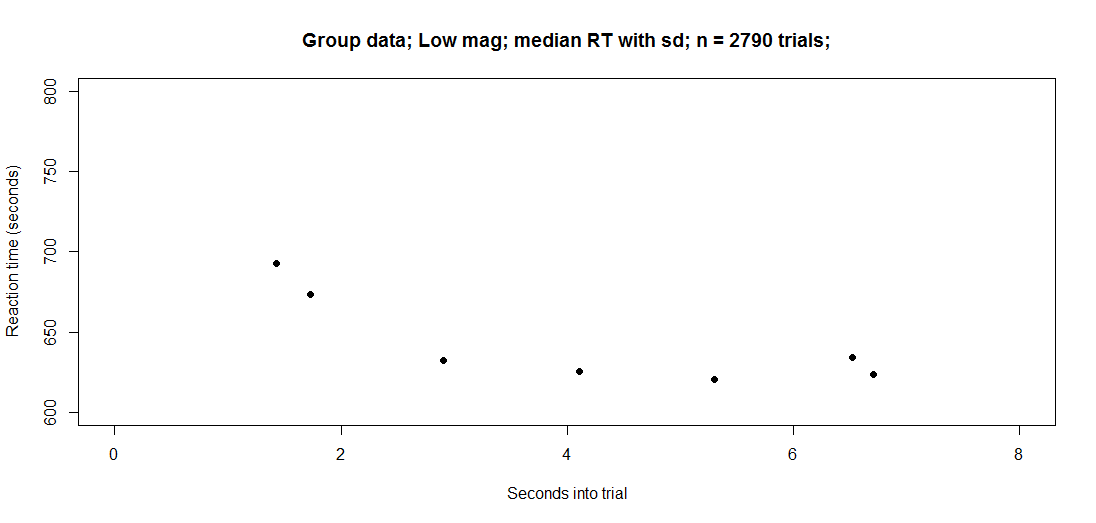 Group data; Low mag; median RT with sd; n = 2790 trials;
Reaction time (seconds)
800
750
700
650
600
0 2 4 6 8
Seconds into trial